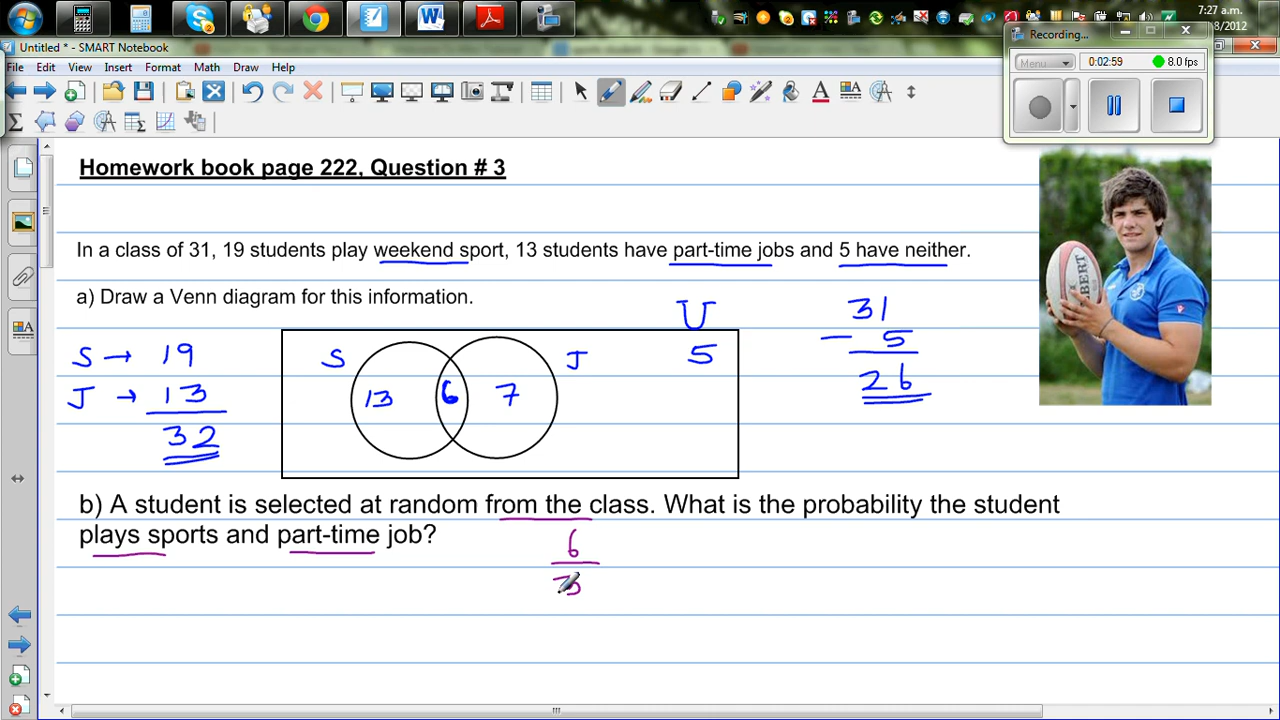 7:27 a.m.
8/2012
Untitled * - SMART Notebook
Recording...
File Edit View Insert Format Math Draw Help
Menu
0:02:59
8.0 fps
Homework book page 222, Question # 3
In a class of 31, 19 students play weekend sport, 13 students have part-time jobs and 5 have neither.
a) Draw a Venn diagram for this information.
U
31
- 5
26
S → 19
J → 13
32
S
J
5
13
6
7
b) A student is selected at random from the class. What is the probability the student
plays sports and part-time job?
6
3